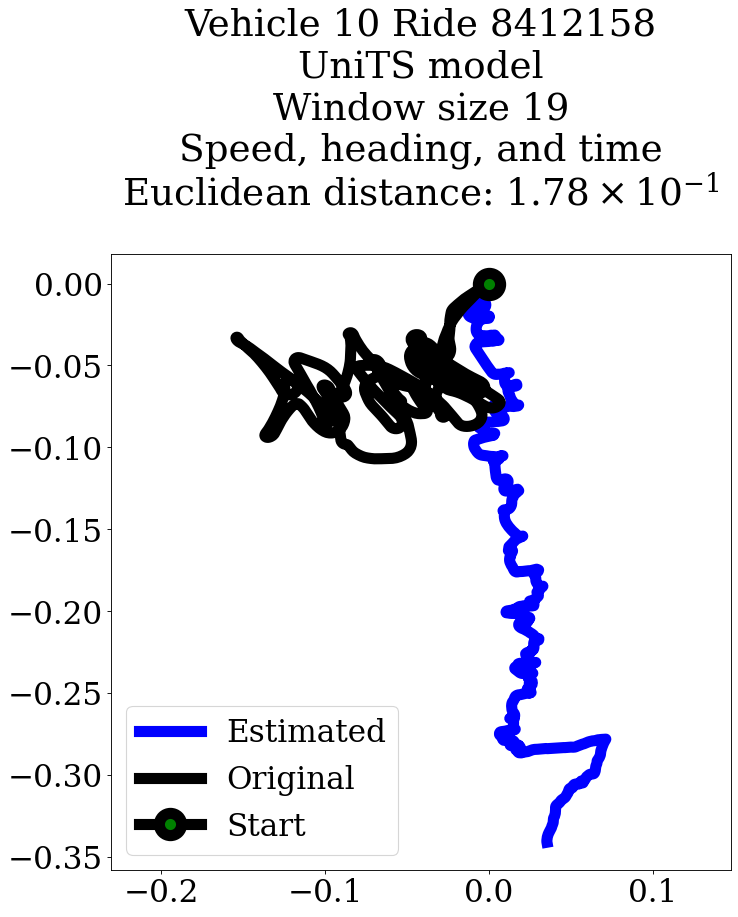 Vehicle 10 Ride 8412158
UniTS model
Window size 19
Speed, heading, and time
Euclidean distance: $1.78 \times 10^{-1}$
0.00
−0.05
−0.10
−0.15
−0.20
−0.25
−0.30
−0.35
Estimated
Original
Start
−0.2
−0.1
0.0
0.1